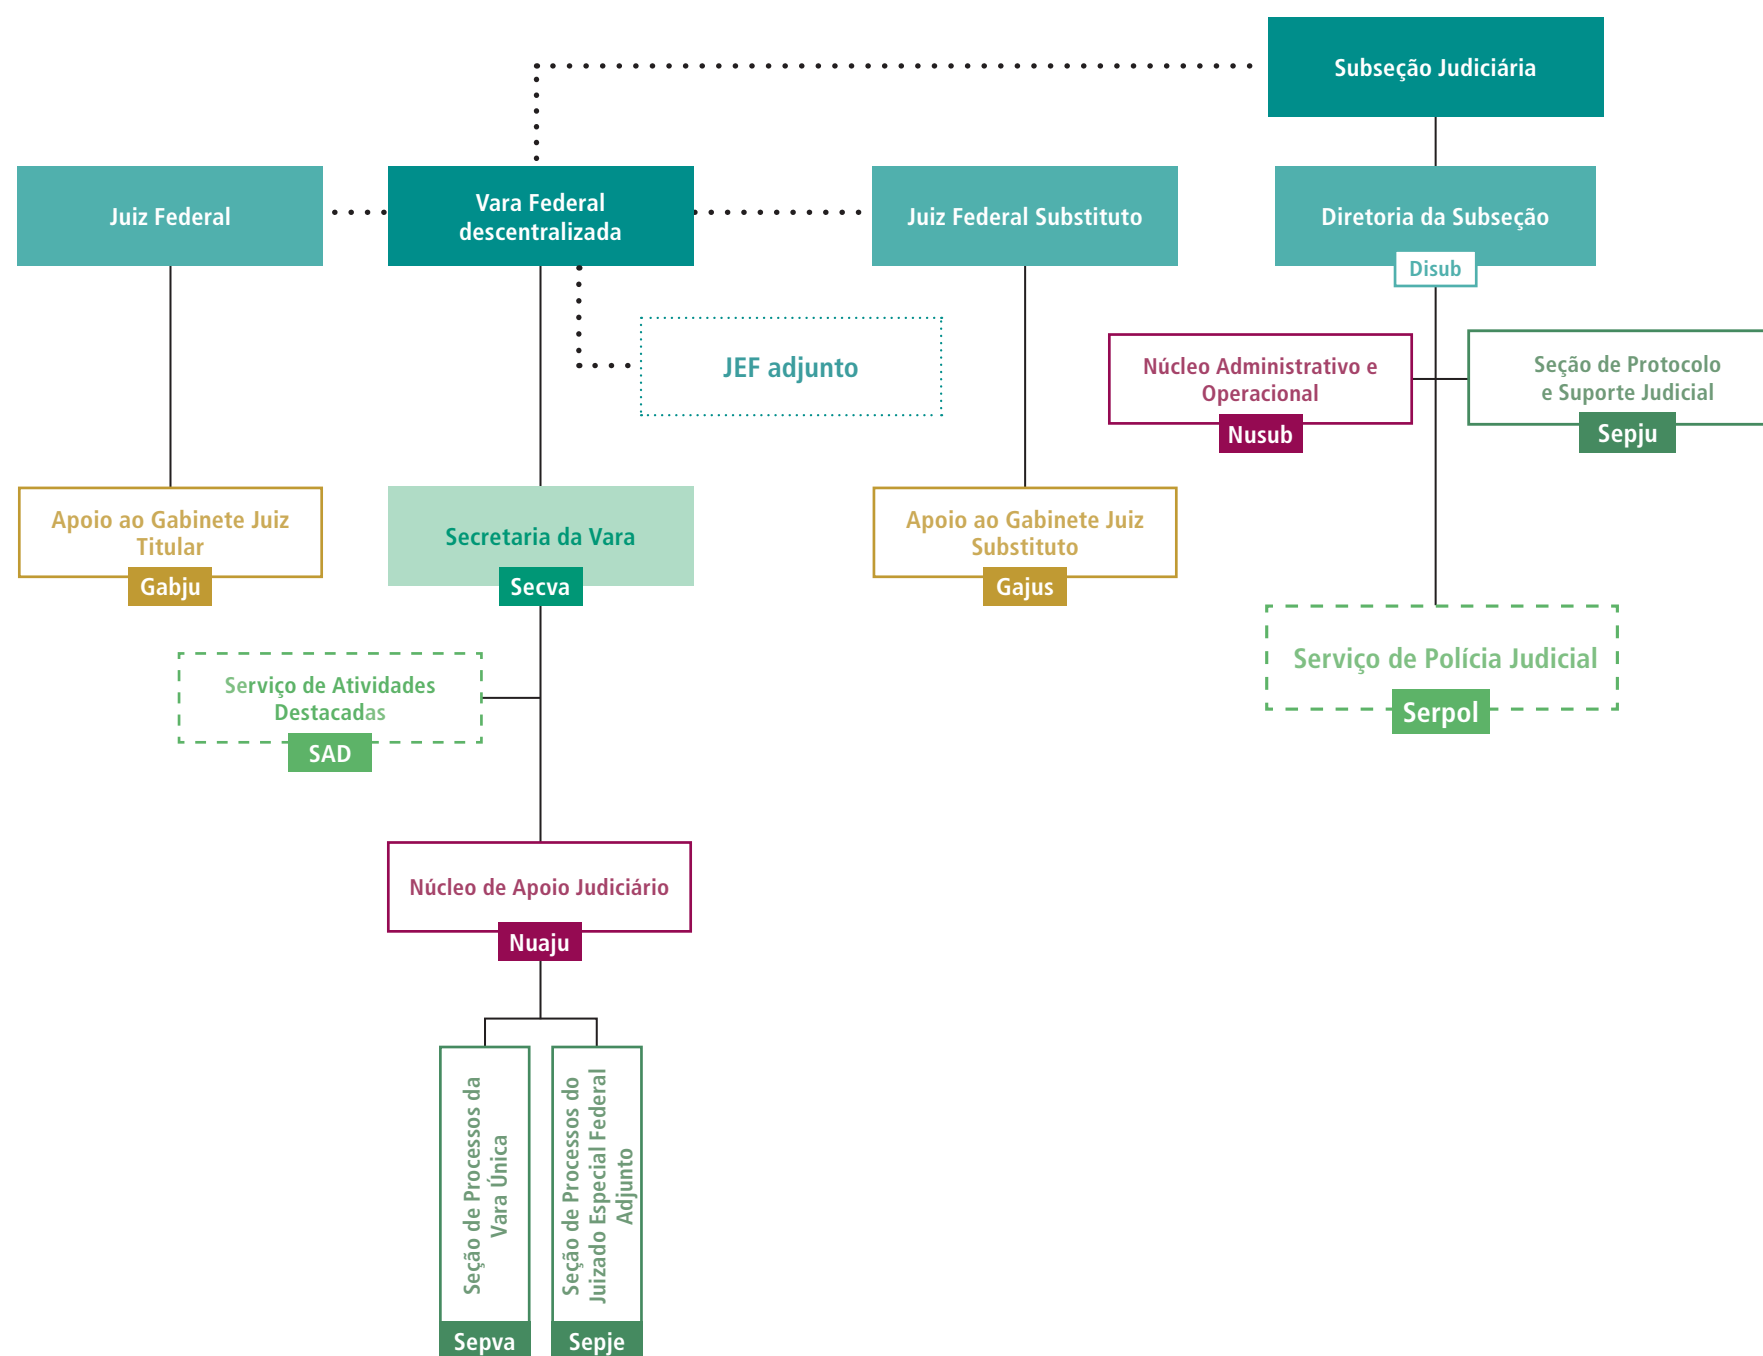 Subseção Judiciária
Juiz Federal
Vara Federal
descentralizada
Juiz Federal Substituto
Diretoria da Subseção
Disub
JEF adjunto
Núcleo Administrativo e
Operacional
Nusub
Seção de Protocolo
e Suporte Judicial
Sepju
Apoio ao Gabinete Juiz
Titular
Gabju
Secretaria da Vara
Secva
Apoio ao Gabinete Juiz
Substituto
Gajus
Serviço de Polícia Judicial
Serpol
Serviço de Atividades
Destacadas
SAD
Núcleo de Apoio Judiciário
Nuaju
Seção de Processos da
Vara Única
Sepva
Seção de Processos do
Juizado Especial Federal
Adjunto
Sepje